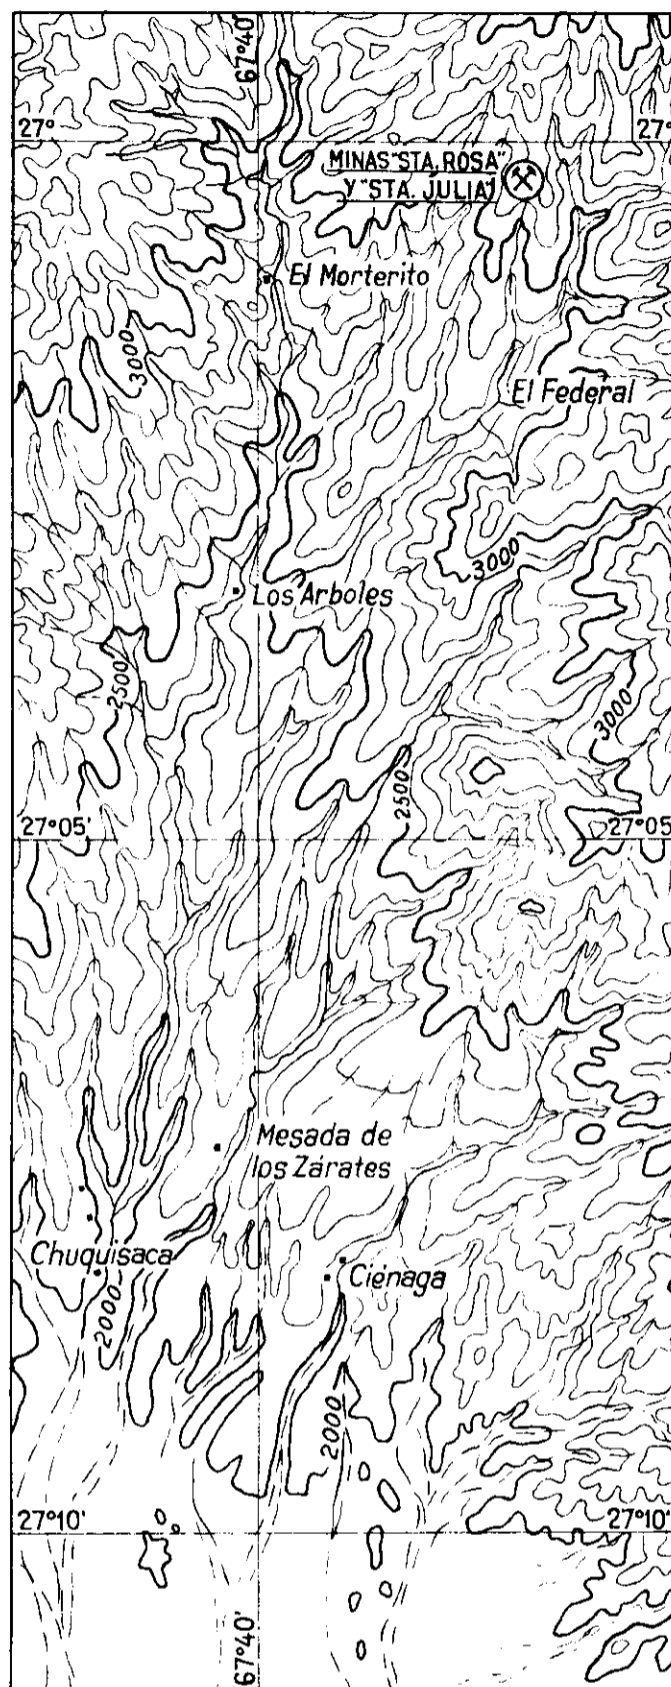 67°40'
27°
27°
MINAS "STA. ROSA"
Y "STA. JULIA"
El Morterito
3000
El Federal
3000
Los Arboles
2500
3000
2500
27°05'
27°05
Mesada de
los Zárates
Chuquisaca
Ciénaga
2000
2000
27°10'
27°10'
67°40'